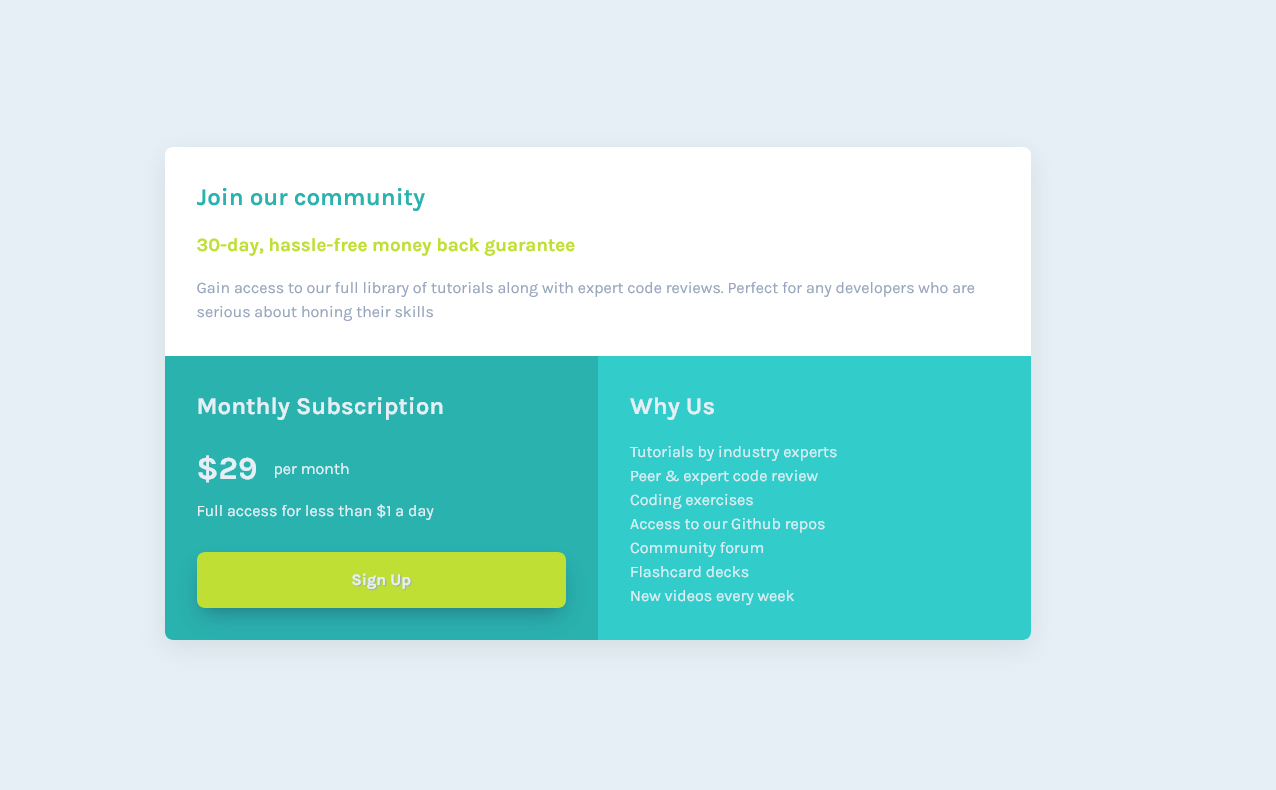 Join our community
30-day, hassle-free money back guarantee
Gain access to our full library of tutorials along with expert code reviews. Perfect for any developers who are
serious about honing their skills
Monthly Subscription
$29 per month
Full access for less than $1 a day
Sign Up
Why Us
Tutorials by industry experts
Peer & expert code review
Coding exercises
Access to our Github repos
Community forum
Flashcard decks
New videos every week